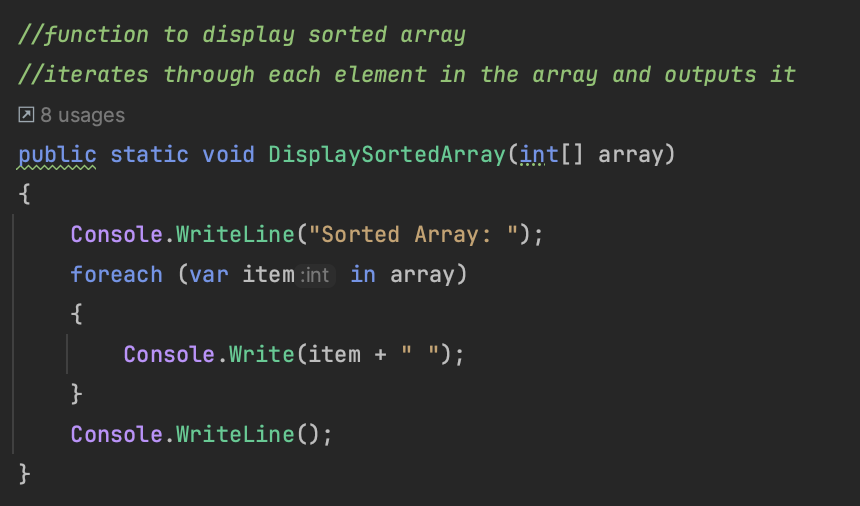 //function to display sorted array
//iterates through each element in the array and outputs it
8 usages
public static void DisplaySortedArray(int[] array)
{
    Console.WriteLine("Sorted Array: ");
    foreach (var item :int in array)
    {
        Console.Write(item + " ");
    }
    Console.WriteLine();
}